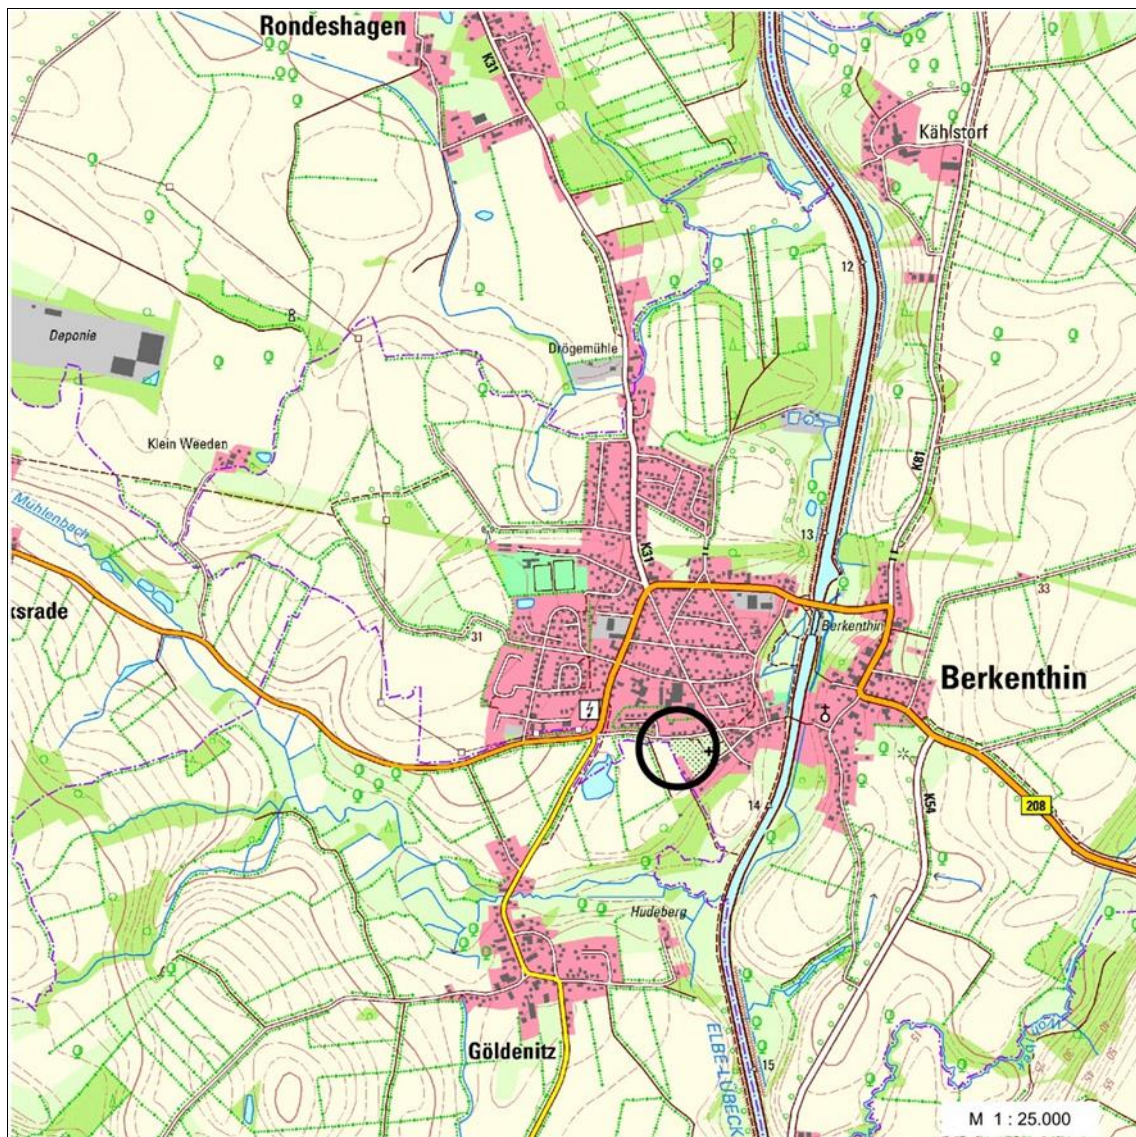 Rondeshagen
K31
Kählstorf
12
Deponie
Drögemühle
Klein Weeden
K81
Mühlenbach
13
K31
33
ksrade
31
Berkenthin
Berkenthin
14
K54
208
Hudeberg
Göldenitz
ELBE-LÜBECK
15
M 1 : 25.000